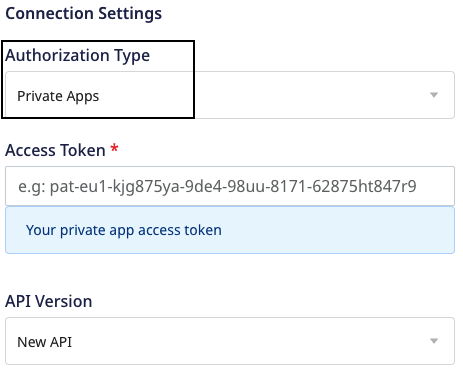 Connection Settings
Authorization Type
Private Apps
Access Token *
e.g: pat-eu1-kjg875ya-9de4-98uu-8171-62875ht847r9
Your private app access token
API Version
New API